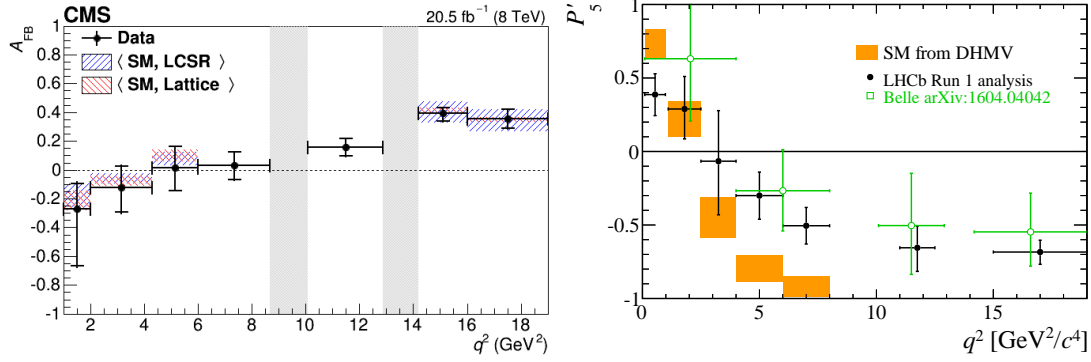 CMS
20.5 fb⁻¹ (8 TeV)
A_FB
1
0.8
0.6
0.4
0.2
0
-0.2
-0.4
-0.6
-0.8
-1
Data
⟨ SM, LCSR ⟩
⟨ SM, Lattice ⟩
2 4 6 8 10 12 14 16 18
q² (GeV²)
P'₅
0.5
0
-0.5
-1
SM from DHMV
LHCb Run 1 analysis
Belle arXiv:1604.04042
0 5 10 15
q² [GeV²/c⁴]